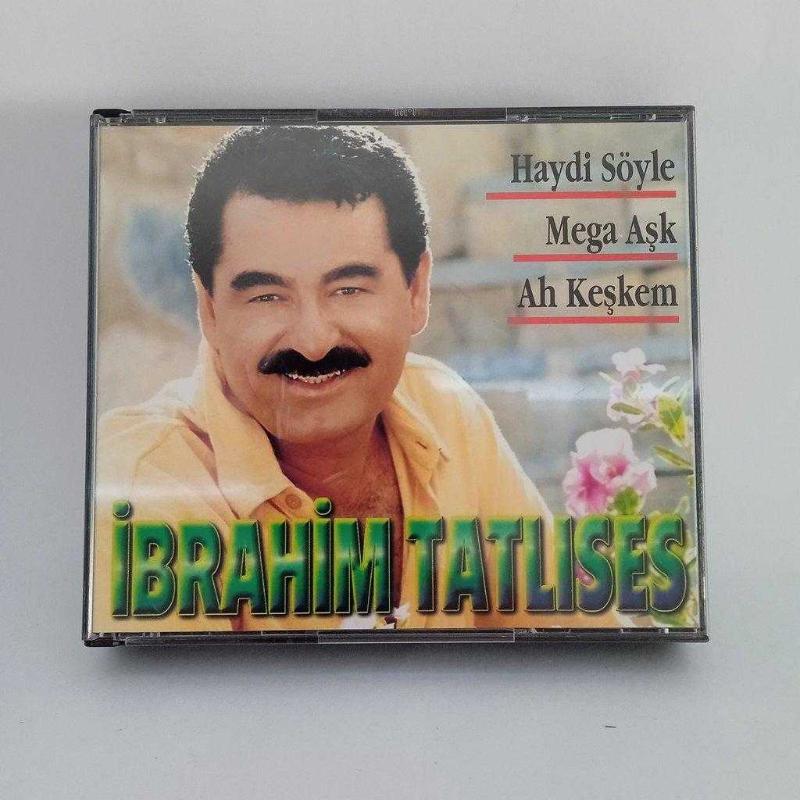 Haydi Söyle
Mega Aşk
Ah Keşkem
İBRAHİM TATLISES